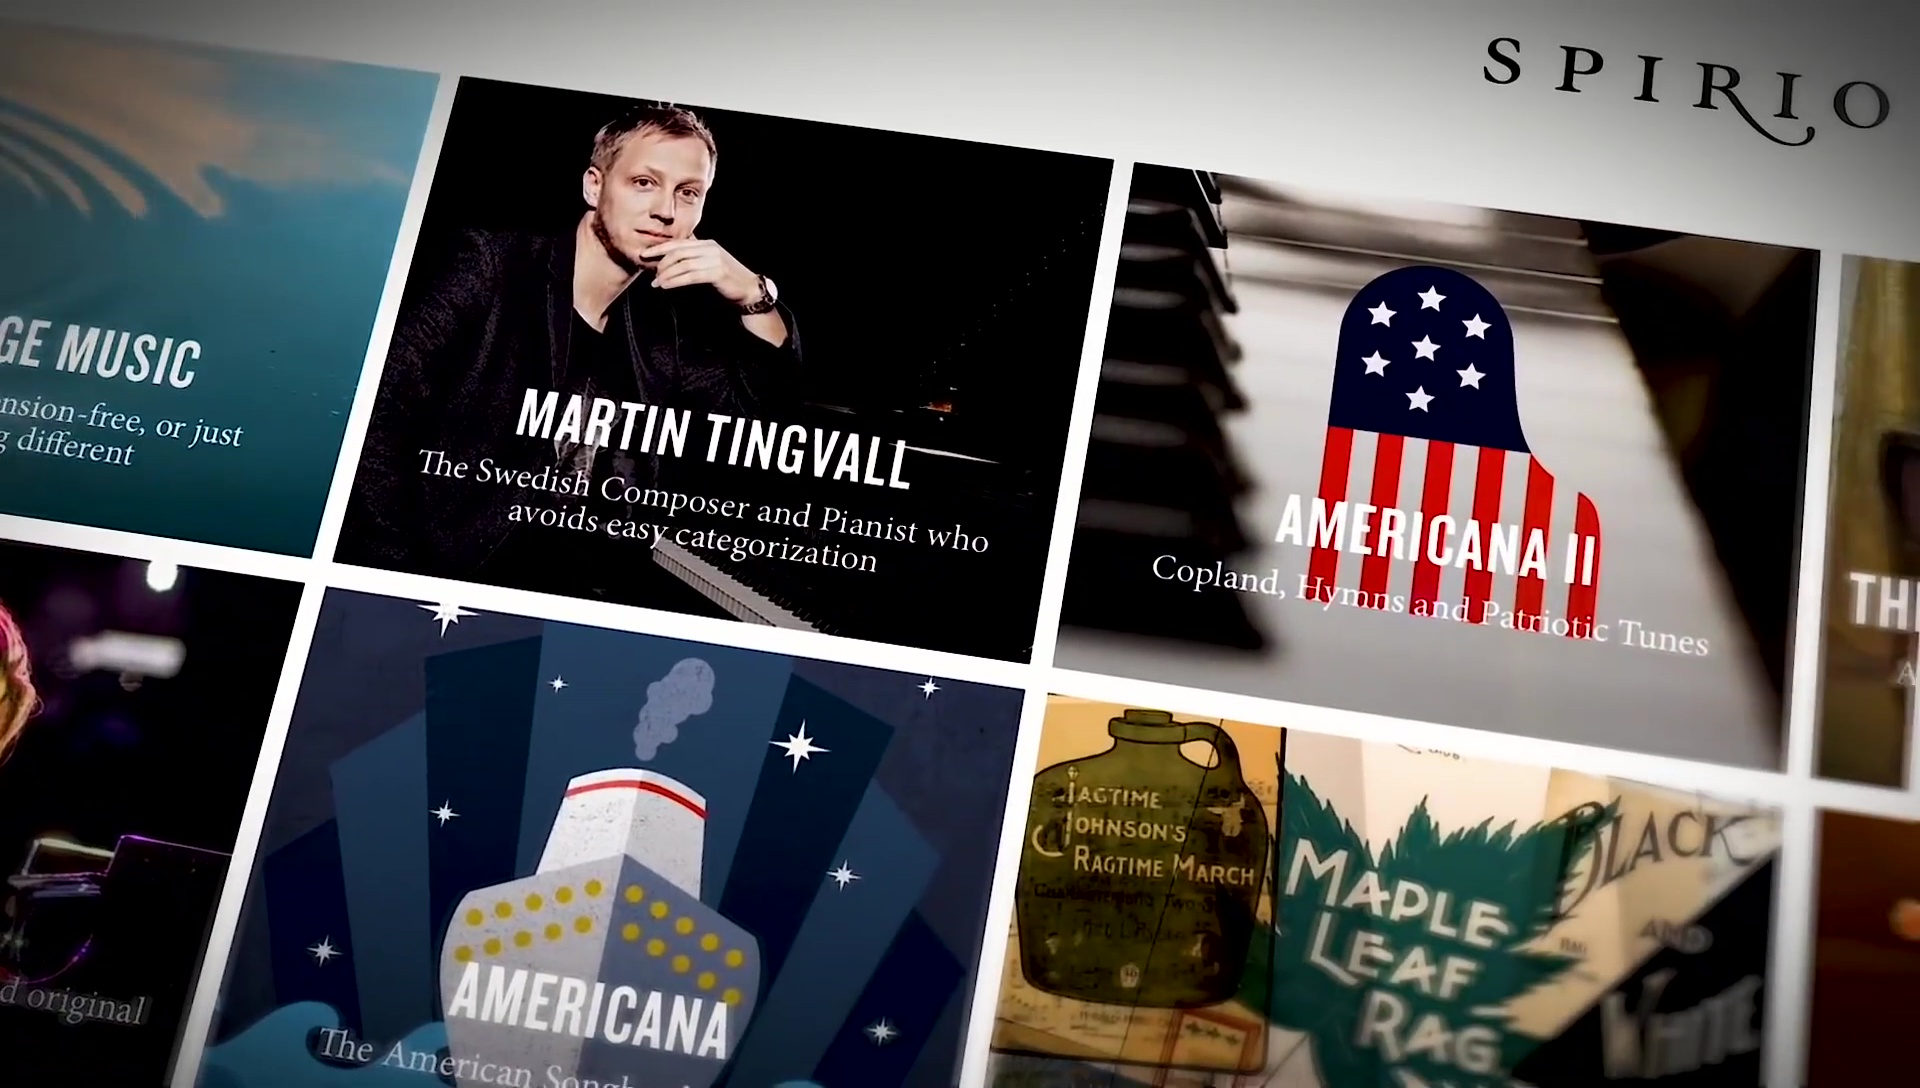 SPIRIO
GE MUSIC
nsion-free, or just
g different
MARTIN TINGVALL
The Swedish Composer and Pianist who
avoids easy categorization
AMERICANA II
Copland, Hymns and Patriotic Tunes
TH
A
d original
AMERICANA
The American
JAGTIME
JOHNSON'S
RAGTIME MARCH
MAPLE
LEAF
RAG
BLACK
AND
WHITE